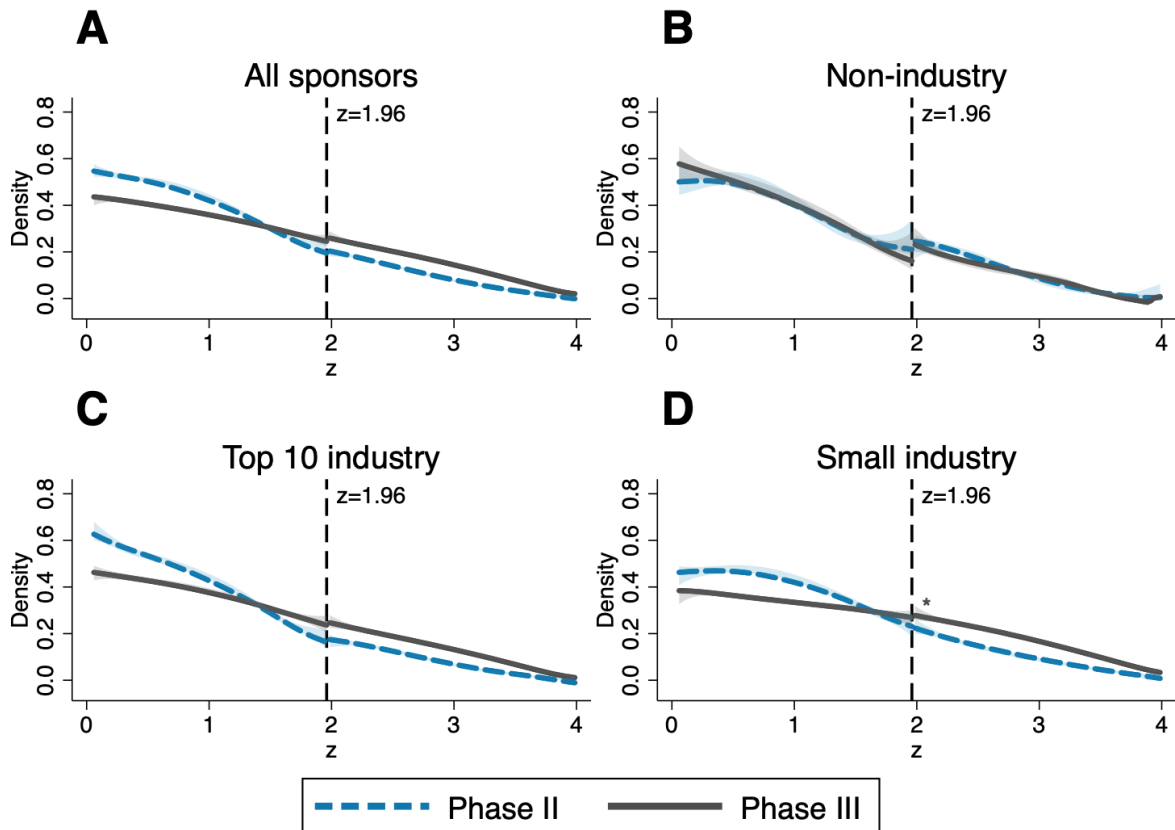 A
All sponsors
z=1.96
Density
0.0 0.2 0.4 0.6 0.8
0 1 2 3 4
z
B
Non-industry
z=1.96
Density
0.0 0.2 0.4 0.6 0.8
0 1 2 3 4
z
C
Top 10 industry
z=1.96
Density
0.0 0.2 0.4 0.6 0.8
0 1 2 3 4
z
D
Small industry
z=1.96
*
Density
0.0 0.2 0.4 0.6 0.8
0 1 2 3 4
z
Phase II Phase III